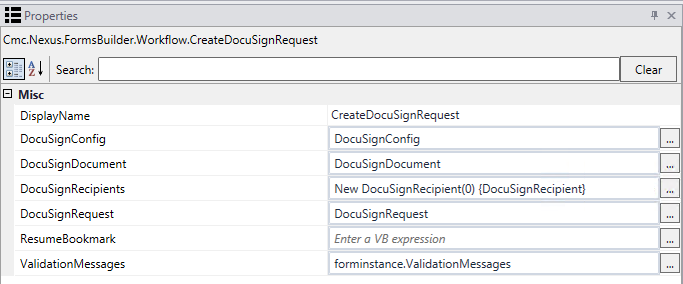 Properties
Cmc.Nexus.FormsBuilder.Workflow.CreateDocuSignRequest
Search: Clear
Misc
DisplayName CreateDocuSignRequest
DocuSignConfig DocuSignConfig ...
DocuSignDocument DocuSignDocument ...
DocuSignRecipients New DocuSignRecipient(0) {DocuSignRecipient} ...
DocuSignRequest DocuSignRequest ...
ResumeBookmark Enter a VB expression ...
ValidationMessages forminstance.ValidationMessages ...